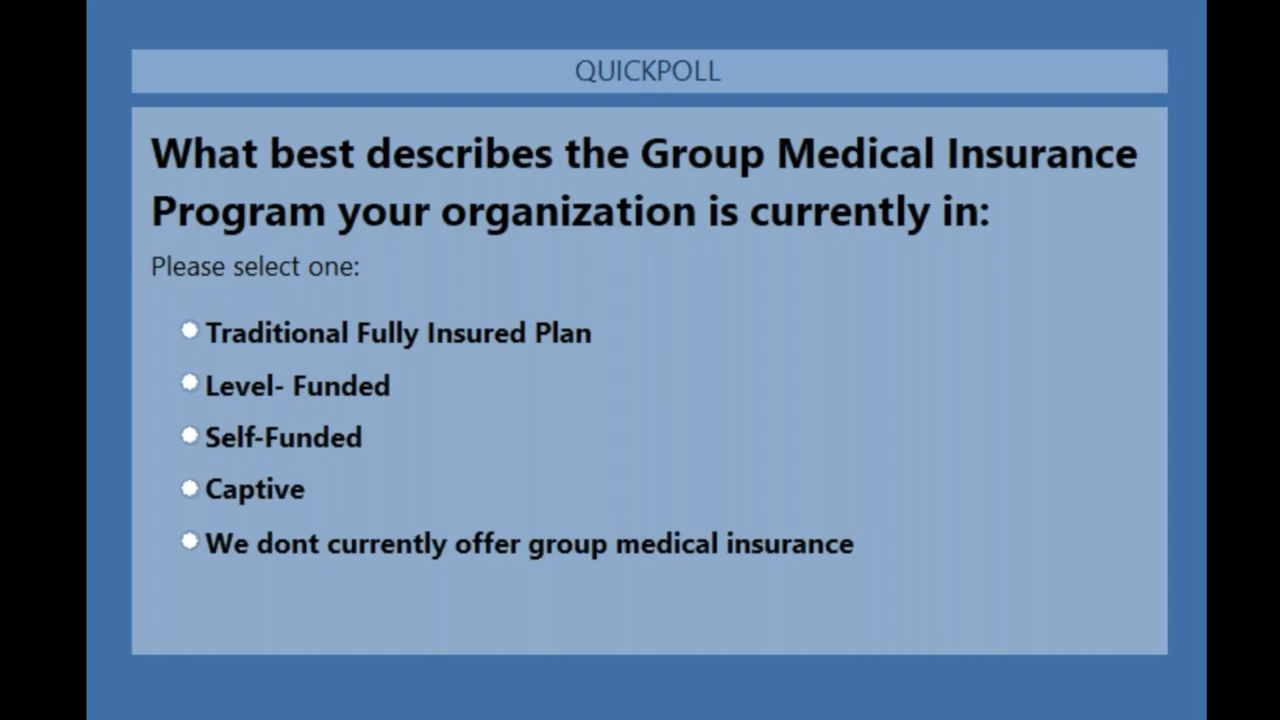 QUICKPOLL
What best describes the Group Medical Insurance
Program your organization is currently in:
Please select one:
Traditional Fully Insured Plan
Level- Funded
Self-Funded
Captive
We dont currently offer group medical insurance